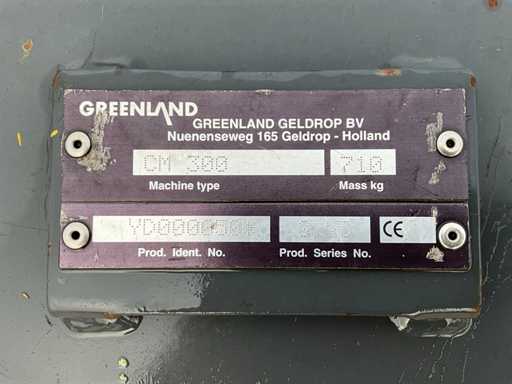 GREENLAND
GREENLAND GELDROP BV
Nuenenseweg 165 Geldrop - Holland
CM 300 710
Machine type Mass kg
CE
Prod. Ident. No. Prod. Series No.